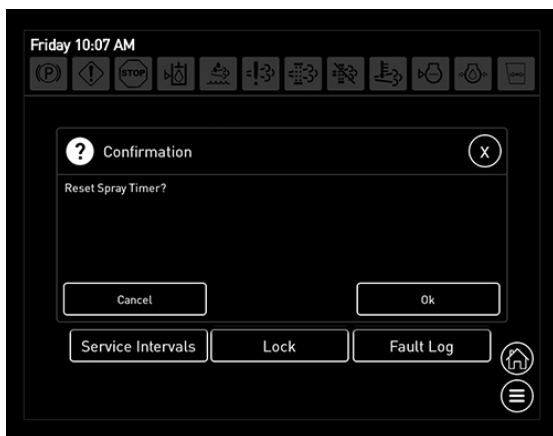 Friday 10:07 AM
(P)
STOP
? Confirmation X
Reset Spray Timer?
Cancel Ok
Service Intervals Lock Fault Log